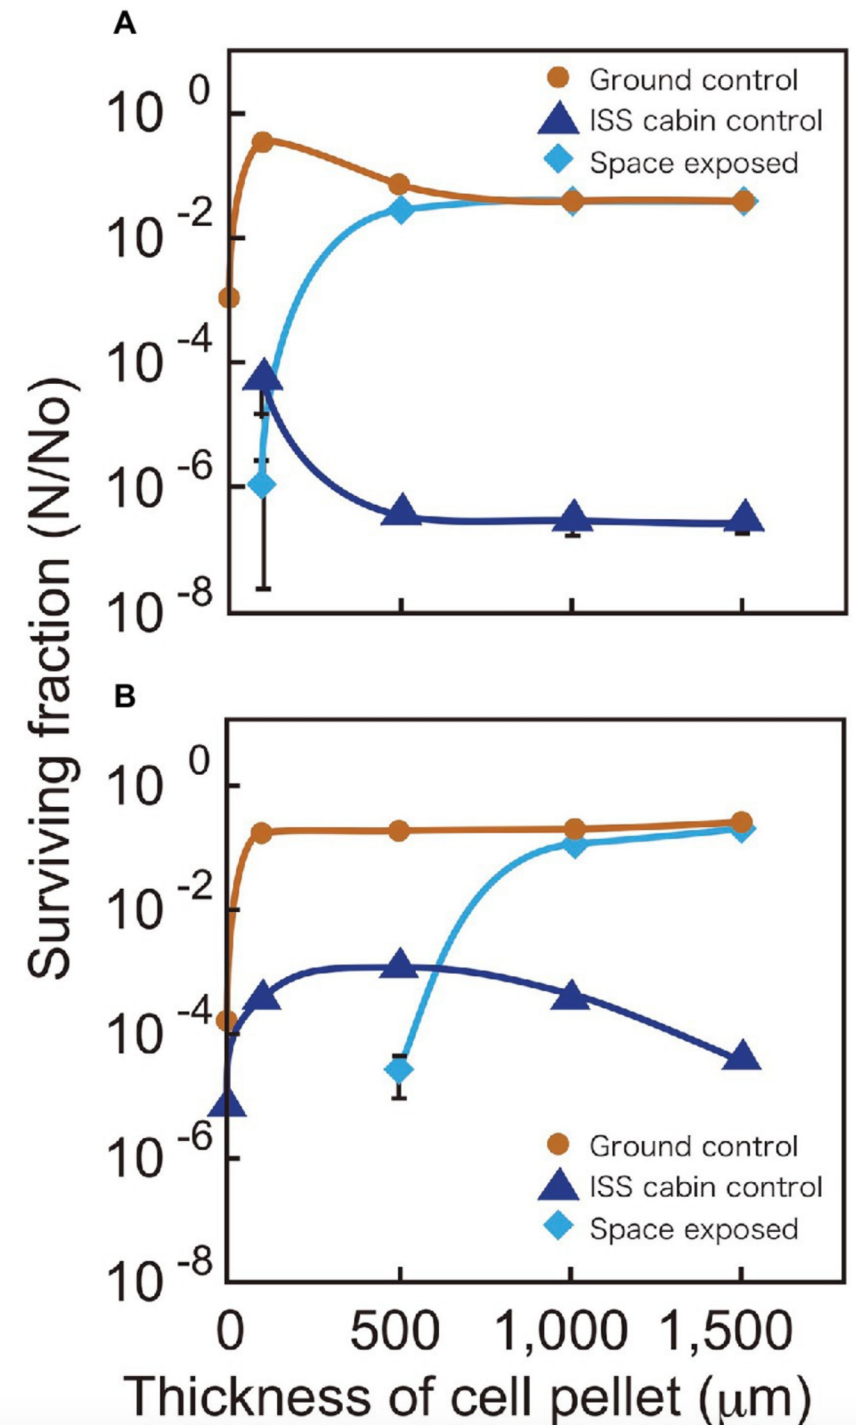 A
10 0
Ground control
ISS cabin control
Space exposed
10 -2
10 -4
10 -6
10 -8
Surviving fraction (N/No)
B
10 0
10 -2
10 -4
10 -6
Ground control
ISS cabin control
Space exposed
10 -8
0 500 1,000 1,500
Thickness of cell pellet (μm)